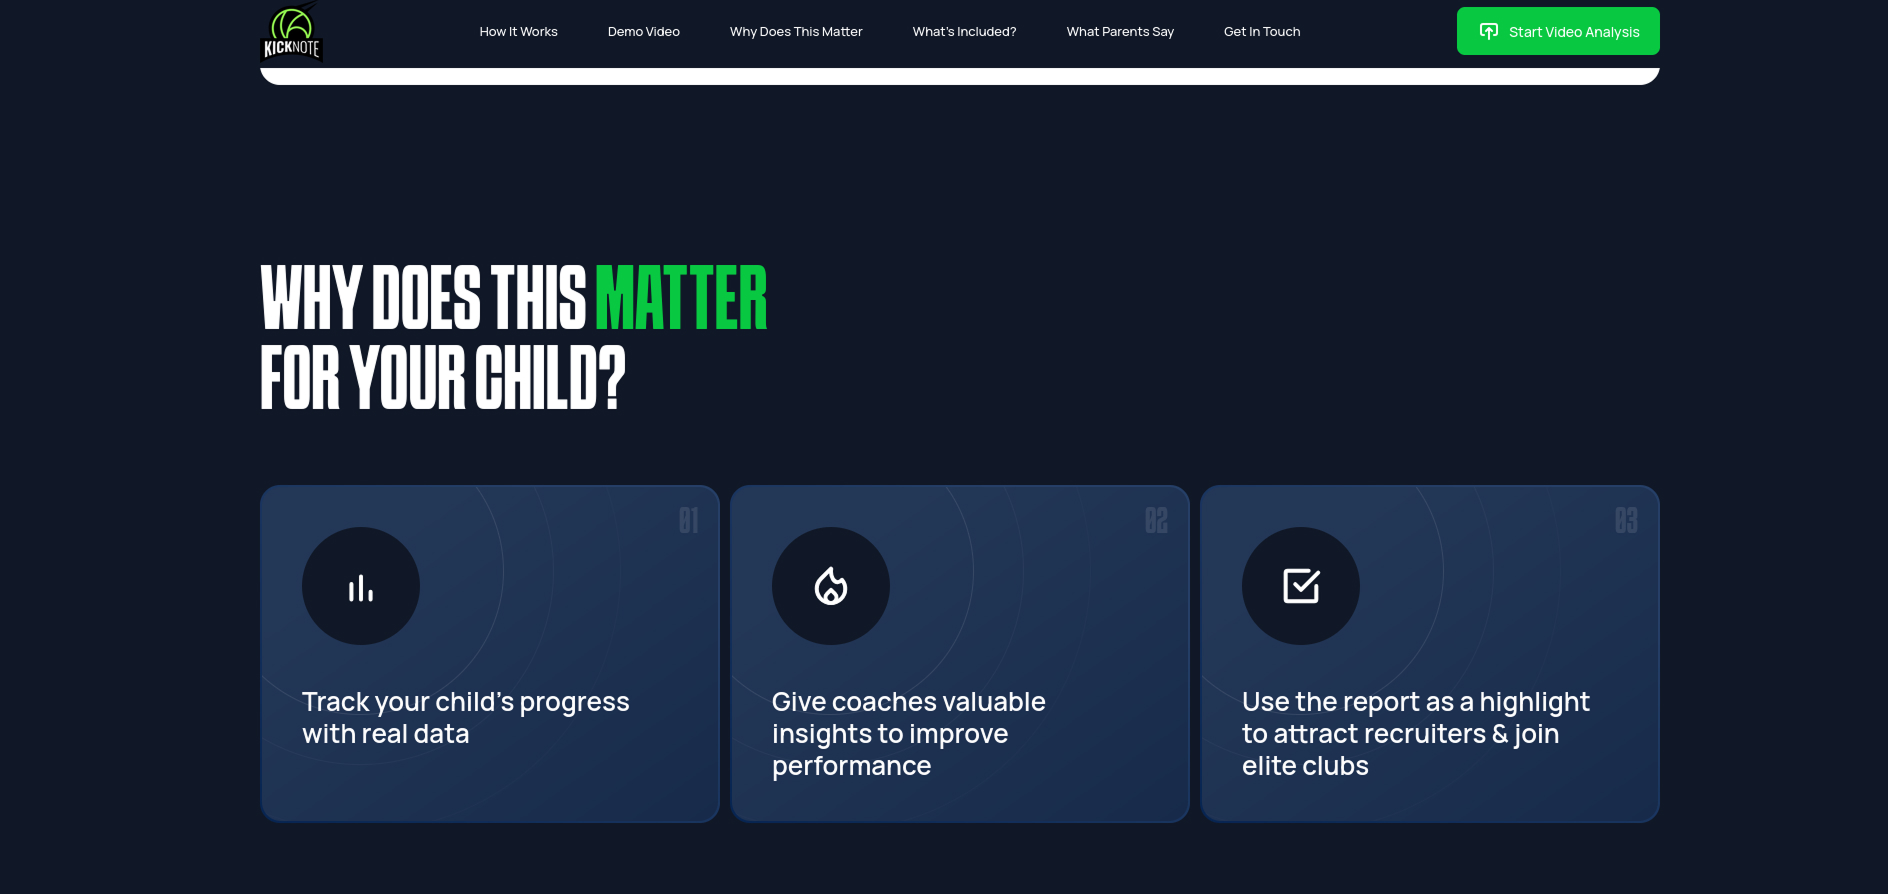 KICKNOTE
How It Works
Demo Video
Why Does This Matter
What's Included?
What Parents Say
Get In Touch
Start Video Analysis
WHY DOES THIS MATTER
FOR YOUR CHILD?
01
Track your child's progress
with real data
02
Give coaches valuable
insights to improve
performance
03
Use the report as a highlight
to attract recruiters & join
elite clubs